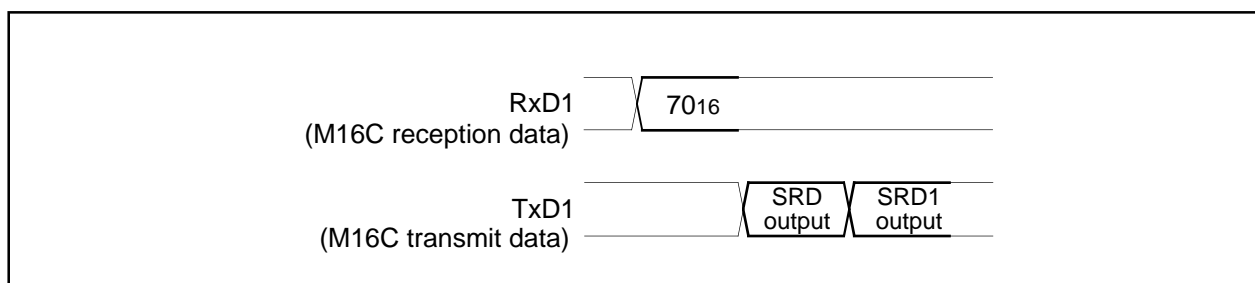 RxD1
(M16C reception data)
7016
TxD1
(M16C transmit data)
SRD
output
SRD1
output